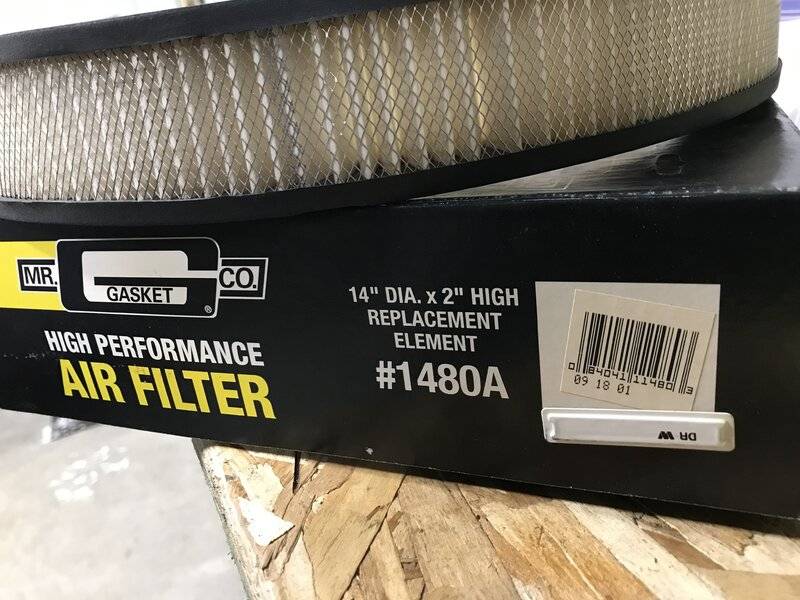 MR. GASKET CO.
®
HIGH PERFORMANCE
AIR FILTER
14" DIA. x 2" HIGH
REPLACEMENT
ELEMENT
#1480A
0 84041 11480 3
09 18 01
DR W